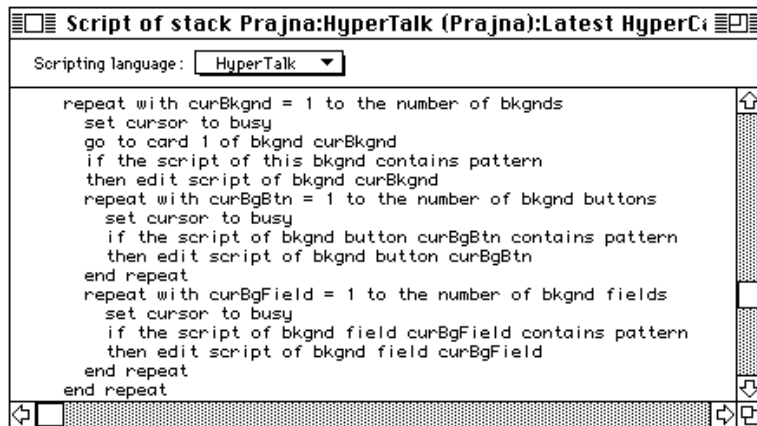 Script of stack Prajna:HyperTalk (Prajna):Latest HyperCa
Scripting language: HyperTalk
repeat with curBkgnd = 1 to the number of bkgnds
set cursor to busy
go to card 1 of bkgnd curBkgnd
if the script of this bkgnd contains pattern
then edit script of bkgnd curBkgnd
repeat with curBgBtn = 1 to the number of bkgnd buttons
set cursor to busy
if the script of bkgnd button curBgBtn contains pattern
then edit script of bkgnd button curBgBtn
end repeat
repeat with curBgField = 1 to the number of bkgnd fields
set cursor to busy
if the script of bkgnd field curBgField contains pattern
then edit script of bkgnd field curBgField
end repeat
end repeat